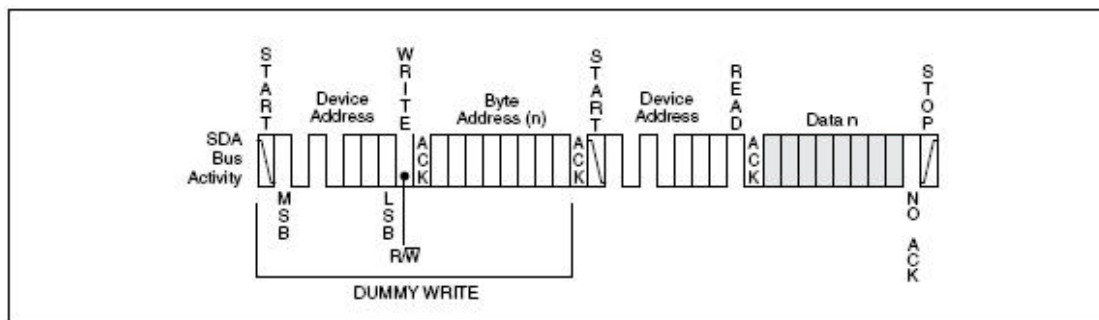 START
Device Address
WRITE
Byte Address (n)
START
Device Address
READ
Data n
STOP
SDA Bus Activity
ACK
ACK
ACK
MSB
LSB
R/W̅
NO ACK
DUMMY WRITE